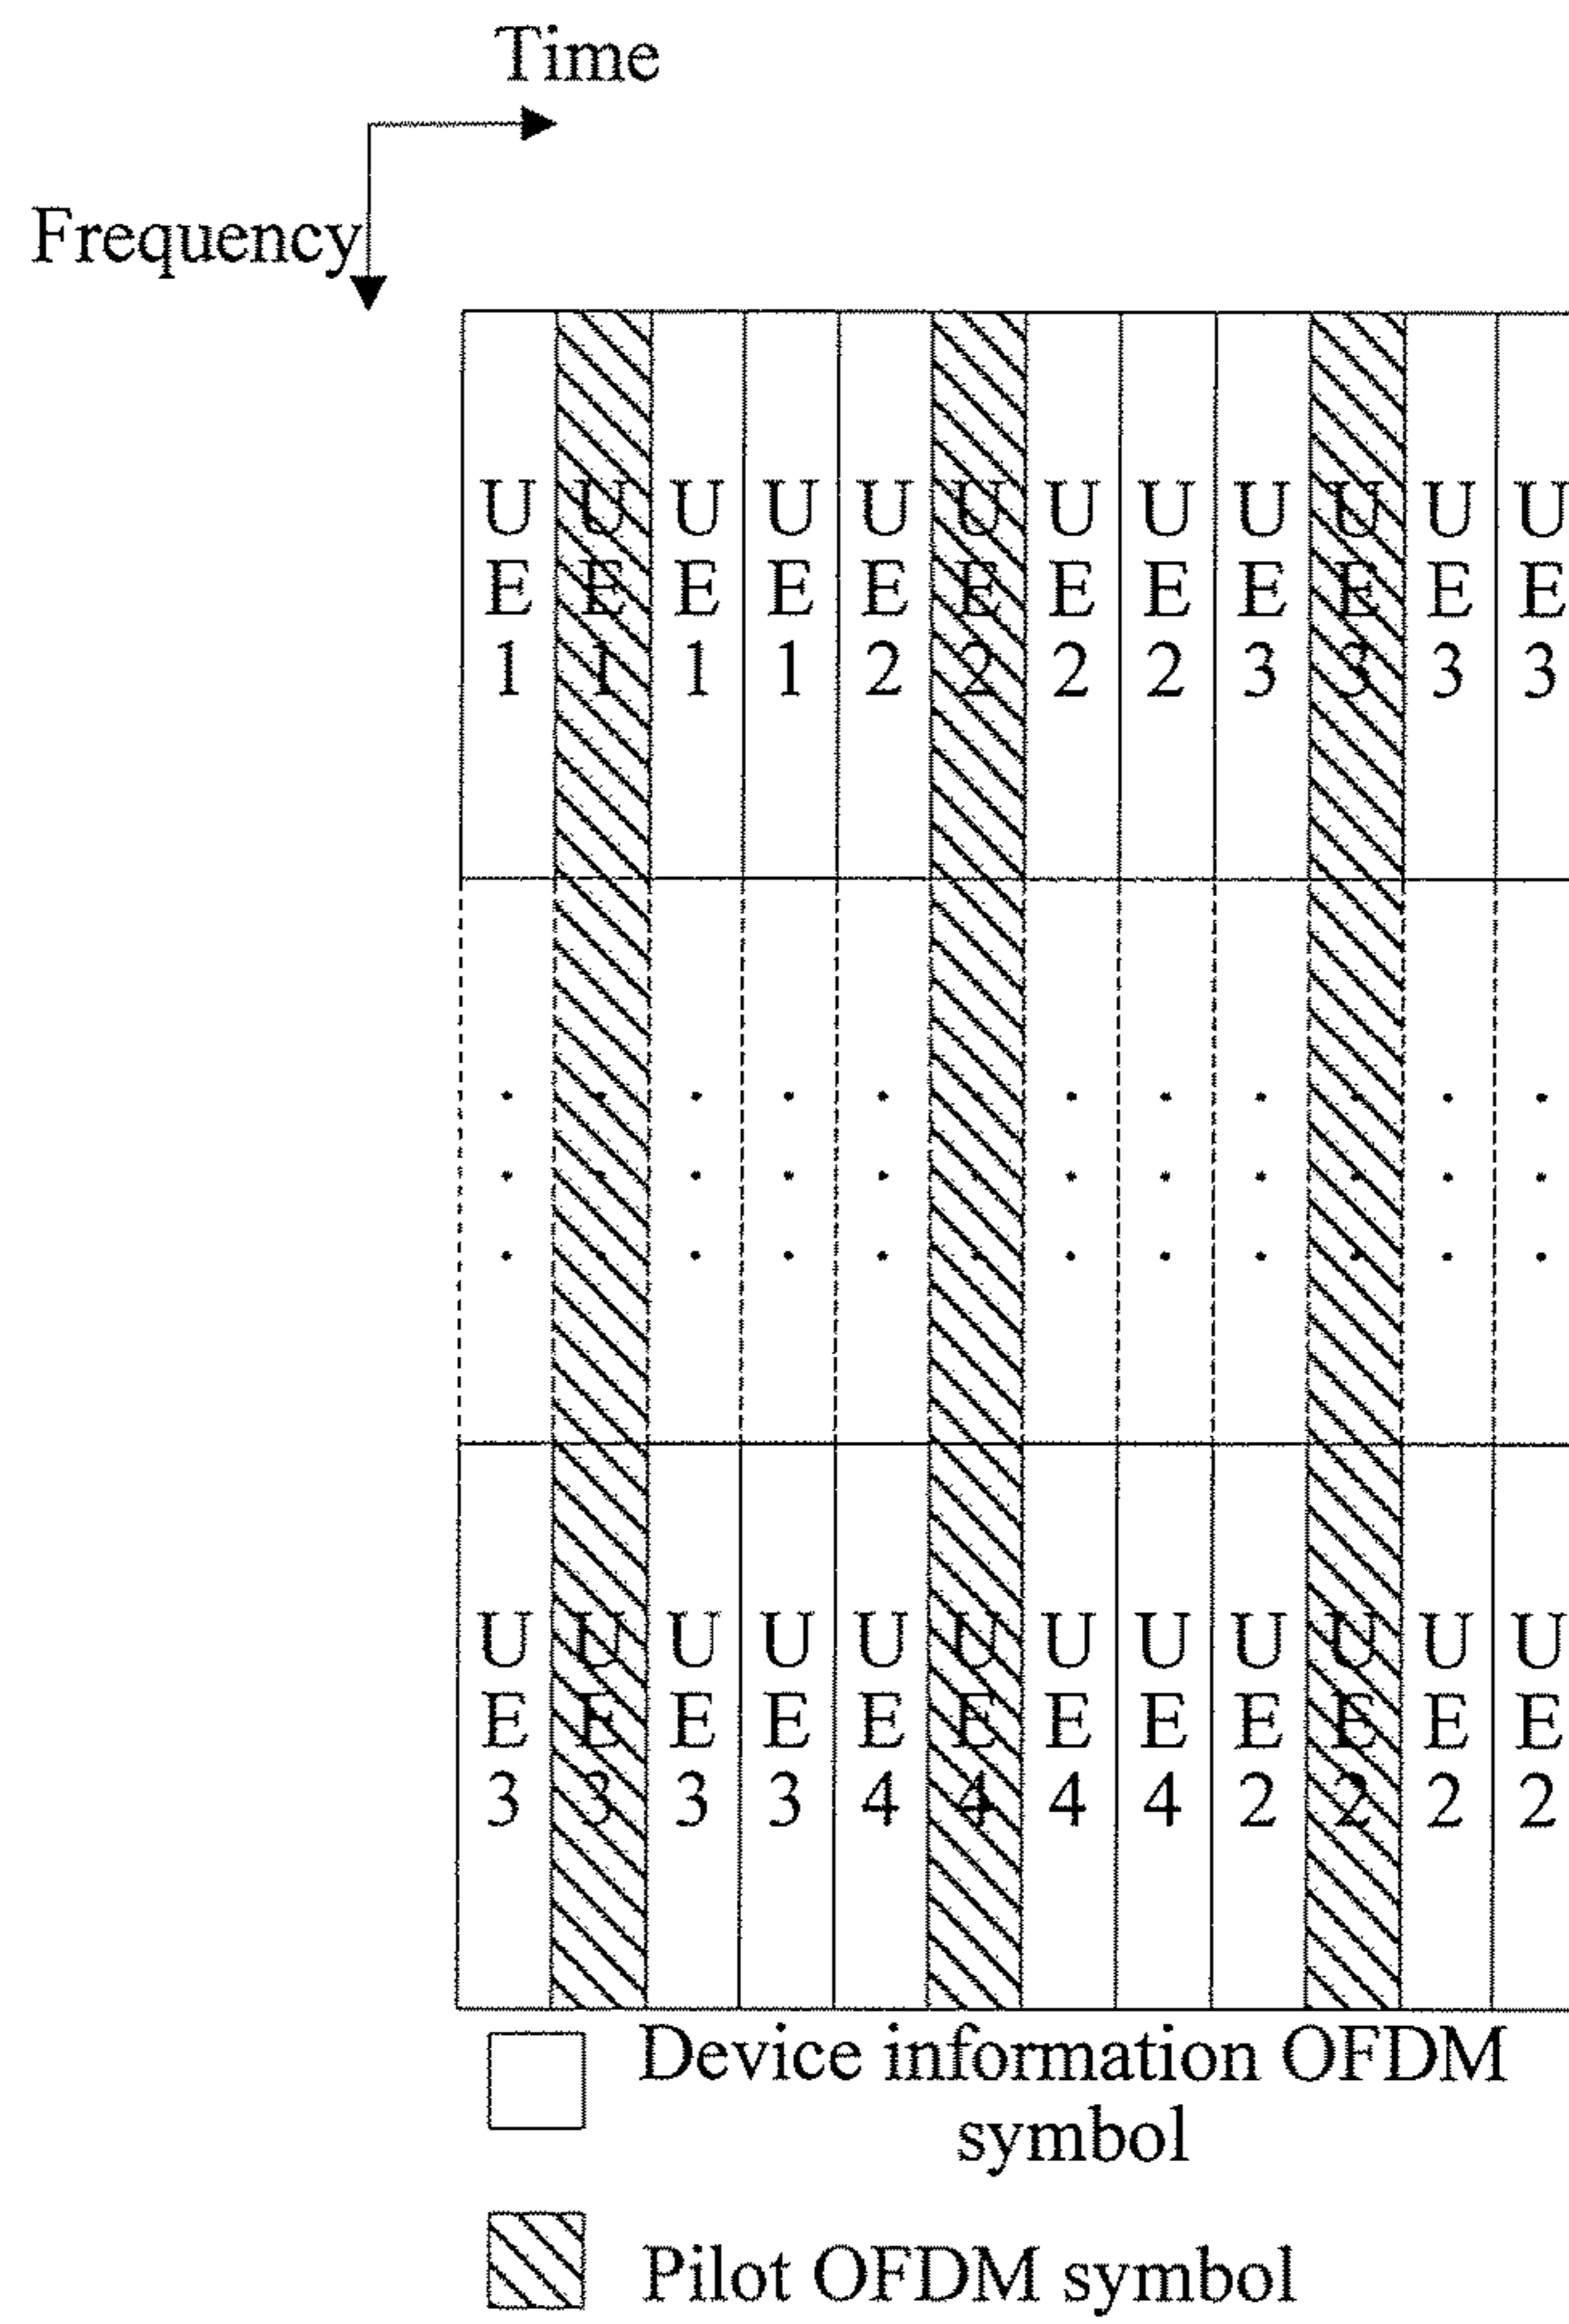 Time
Frequency
U U U U U U U U U U U U
E E E E E E E E E E E E
1 1 1 1 2 2 2 2 3 3 3 3
U U U U U U U U U U U U
E E E E E E E E E E E E
3 3 3 3 4 4 4 4 2 2 2 2
Device information OFDM
symbol
Pilot OFDM symbol